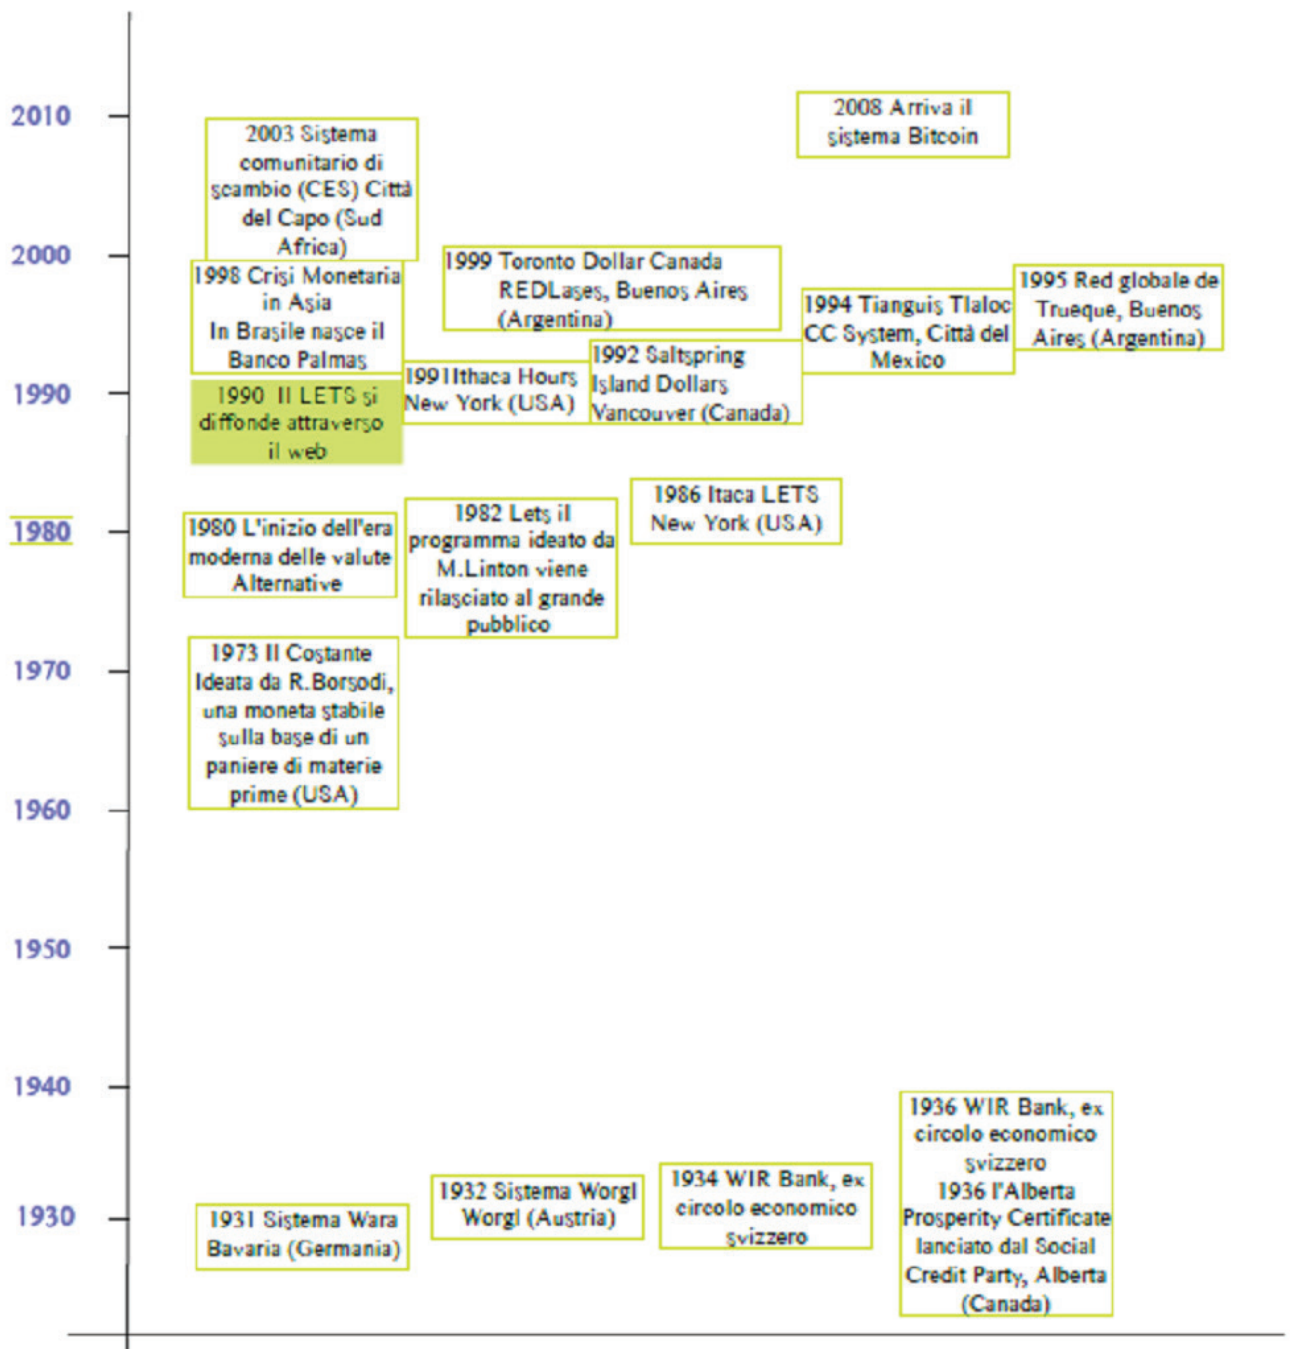 2010
2008 Arriva il
sistema Bitcoin
2003 Sistema
comunitario di
scambio (CES) Città
del Capo (Sud
Africa)
2000
1998 Crisi Monetaria
in Asia
In Brasile nasce il
Banco Palmas
1999 Toronto Dollar Canada
REDLases, Buenos Aires
(Argentina)
1994 Tianguis Tlaloc
CC System, Città del
Mexico
1995 Red globale de
Trueque, Buenos
Aires (Argentina)
1990
1990 Il LETS si
diffonde attraverso
il web
1991Ithaca Hours
New York (USA)
1992 Saltspring
Island Dollars
Vancouver (Canada)
1980
1980 L'inizio dell'era
moderna delle valute
Alternative
1982 Lets il
programma ideato da
M.Linton viene
rilasciato al grande
pubblico
1986 Itaca LETS
New York (USA)
1970
1973 Il Costante
Ideata da R.Borsodi,
una moneta stabile
sulla base di un
paniere di materie
prime (USA)
1960
1950
1940
1930
1931 Sistema Wara
Bavaria (Germania)
1932 Sistema Worgl
Worgl (Austria)
1934 WIR Bank, ex
circolo economico
svizzero
1936 WIR Bank, ex
circolo economico
svizzero
1936 l'Alberta
Prosperity Certificate
lanciato dal Social
Credit Party, Alberta
(Canada)